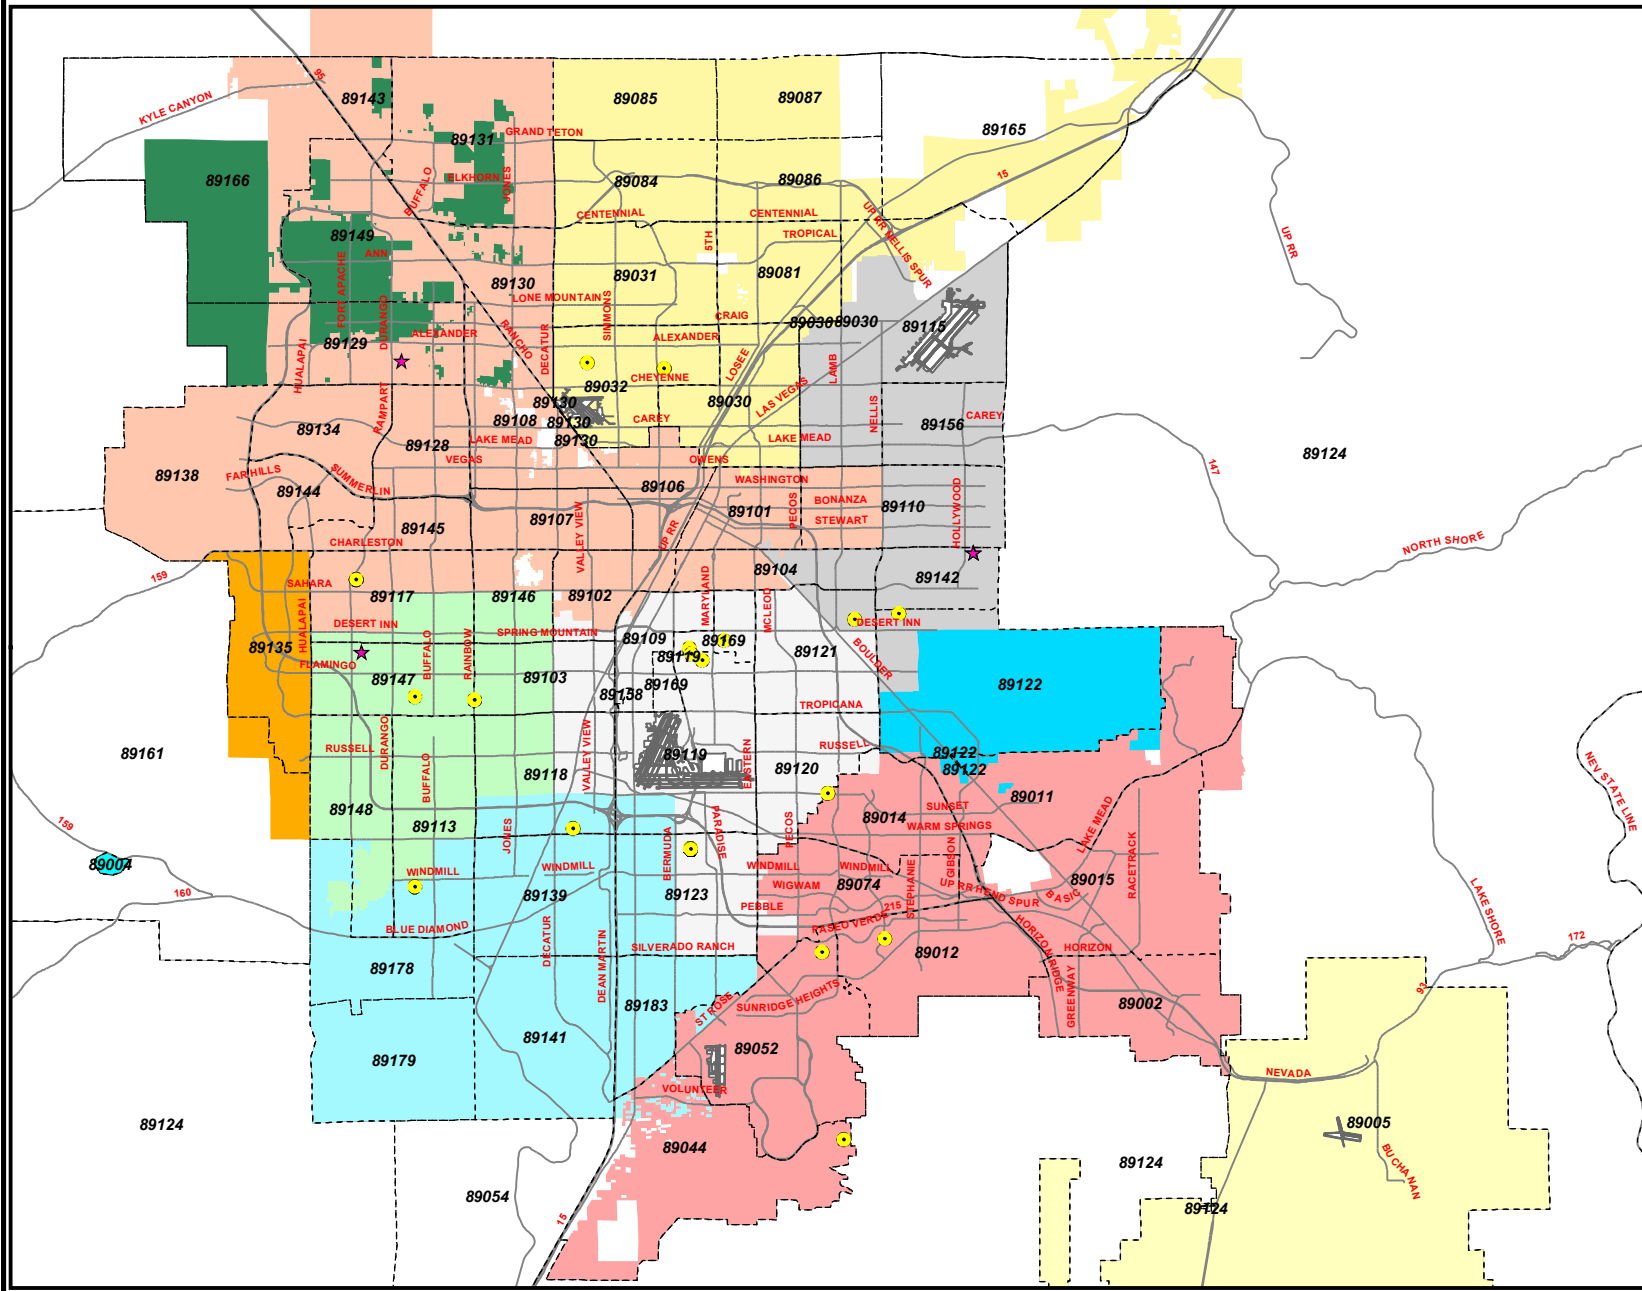 95
89143
89085
89087
KYLE CANYON
89165
GRAND TETON
89131
15
89166
ELKHORN
JONES
BUFFALO
89084
89086
CENTENNIAL
CENTENNIAL
UP RR NELLIS SPUR
UP RR
89149
ANN
5TH
TROPICAL
89130
89031
89081
FORT APACHE
LONE MOUNTAIN
SIMMONS
CRAIG
89030
89030
89115
DURANGO
ALEXANDER
RANCHO
DECATUR
ALEXANDER
89129
HUALAPAI
LOSEE
LAMB
CHEYENNE
89032
RAMPART
89130
89030
LAS VEGAS
NELLIS
89134
89108
89130
CAREY
89156
CAREY
89128
LAKE MEAD
89130
LAKE MEAD
VEGAS
OWENS
89124
147
89138
FAR HILLS
SUMMERLIN
89144
89106
WASHINGTON
PECOS
BONANZA
89110
HOLLYWOOD
89145
89107
VALLEY VIEW
UP RR
89101
STEWART
CHARLESTON
NORTH SHORE
159
SAHARA
89117
89146
89102
MARYLAND
89104
MCLEOD
89142
HUALAPAI
DESERT INN
SPRING MOUNTAIN
DESERT INN
89135
FLAMINGO
BUFFALO
RAINBOW
89109
89169
89119
89121
BOULDER
89147
89103
89158
89169
89122
TROPICANA
89161
RUSSELL
DURANGO
BUFFALO
89118
VALLEY VIEW
89119
EASTERN
89120
RUSSELL
89122
89122
NEV STATE LINE
89148
89113
JONES
PARADISE
BERMUDA
PECOS
89014
SUNSET
WARM SPRINGS
89011
LAKE MEAD
RACETRACK
159
89004
160
WINDMILL
WINDMILL
WINDMILL
WINDMILL
GIBSON
STEPHANIE
89139
89123
WIGWAM
89074
UP RR HEND SPUR
BASIC
89015
PEBBLE
215
LAKE SHORE
BLUE DIAMOND
DECATUR
DEAN MARTIN
SILVERADO RANCH
PASEO VERDE
89012
HORIZON RIDGE
HORIZON
172
89178
GREENWAY
89183
ST ROSE
SUNRIDGE HEIGHTS
89002
93
89141
89179
89052
VOLUNTEER
NEVADA
89124
89044
89005
89124
BUCHANAN
89054
15
89124